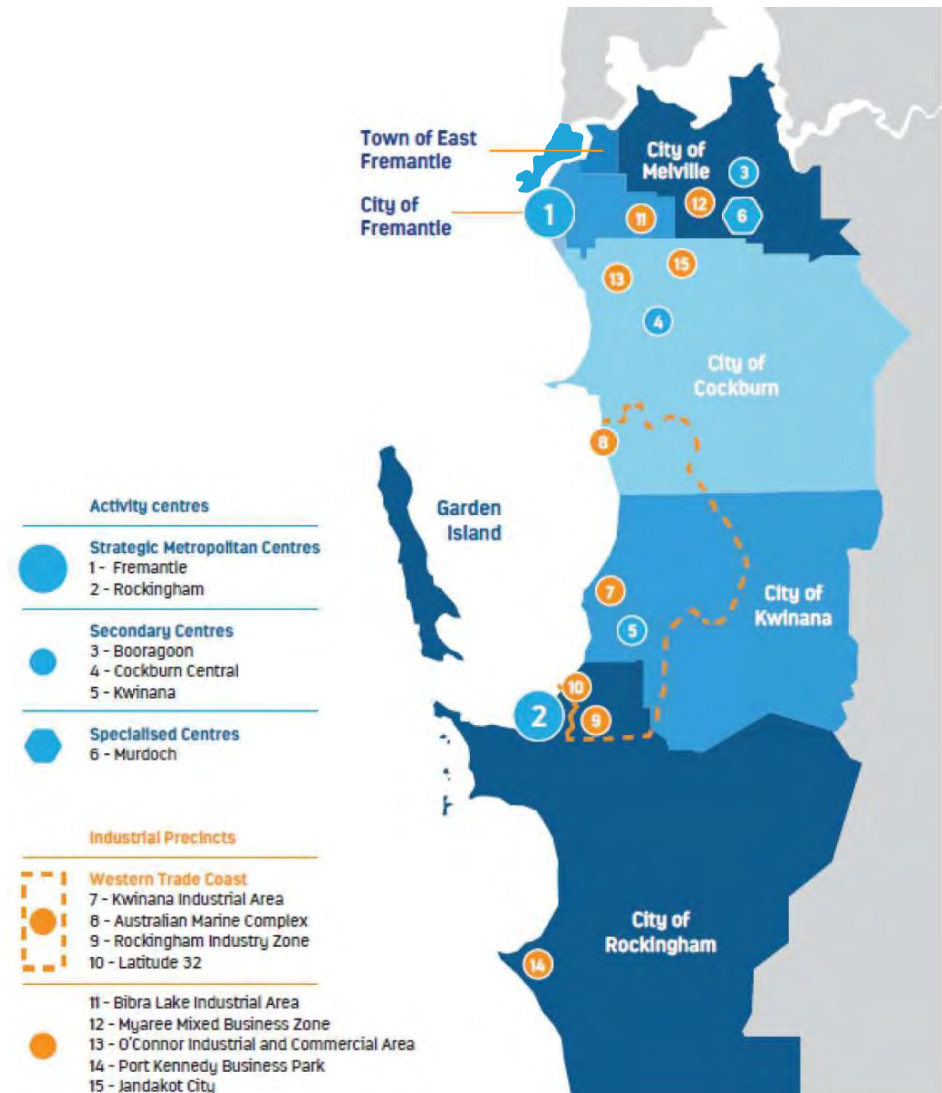 Town of East
Fremantle
City of
Fremantle
City of
Melville
3
12
6
1
11
15
13
4
City of
Cockburn
8
Garden
Island
7
5
City of
Kwinana
10
2
9
City of
Rockingham
14
Activity centres
Strategic Metropolitan Centres
1 - Fremantle
2 - Rockingham
Secondary Centres
3 - Booragoon
4 - Cockburn Central
5 - Kwinana
Specialised Centres
6 - Murdoch
Industrial Precincts
Western Trade Coast
7 - Kwinana Industrial Area
8 - Australian Marine Complex
9 - Rockingham Industry Zone
10 - Latitude 32
11 - Bibra Lake Industrial Area
12 - Myaree Mixed Business Zone
13 - O'Connor Industrial and Commercial Area
14 - Port Kennedy Business Park
15 - Jandakot City